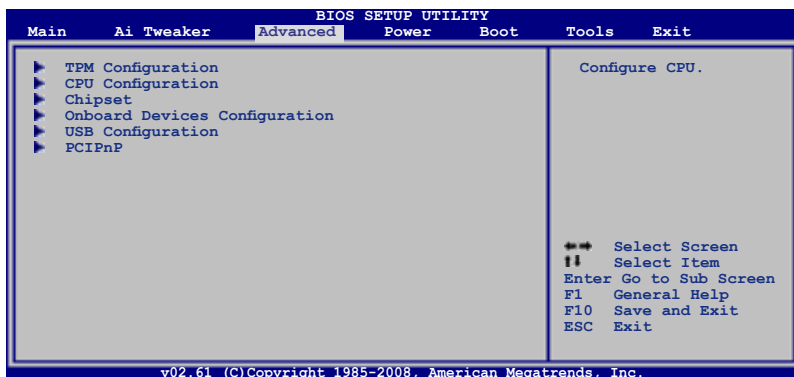 BIOS SETUP UTILITY
Main Ai Tweaker Advanced Power Boot Tools Exit
TPM Configuration
CPU Configuration
Chipset
Onboard Devices Configuration
USB Configuration
PCIPnP
Configure CPU.
Select Screen
Select Item
Enter Go to Sub Screen
F1 General Help
F10 Save and Exit
ESC Exit
v02.61 (C)Copyright 1985-2008, American Megatrends, Inc.